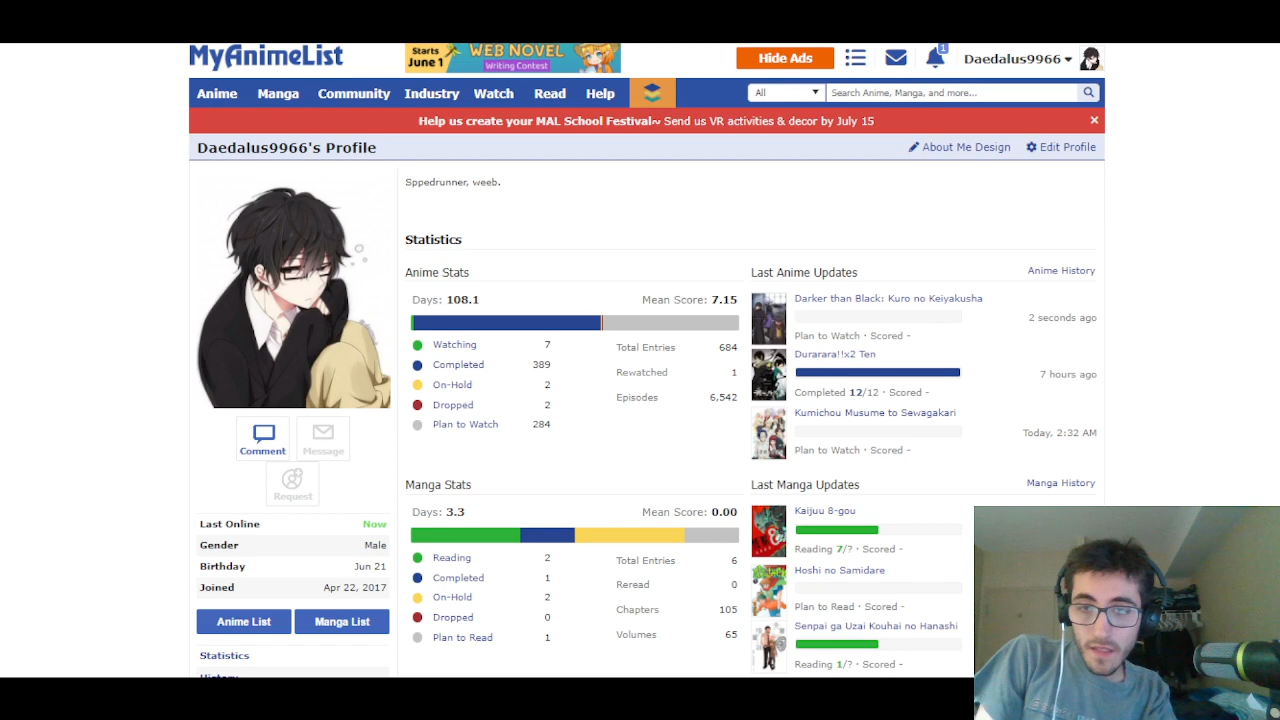 MyAnimeList
Starts
June 1
WEB NOVEL
Writing Contest
Hide Ads
1
Daedalus9966
Anime Manga Community Industry Watch Read Help
All
Search Anime, Manga, and more...
Help us create your MAL School Festival~ Send us VR activities & decor by July 15
×
Daedalus9966's Profile
About Me Design
Edit Profile
Sppedrunner, weeb.
Statistics
Anime Stats
Days: 108.1
Mean Score: 7.15
Watching 7
Completed 389
On-Hold 2
Dropped 2
Plan to Watch 284
Total Entries 684
Rewatched 1
Episodes 6,542
Last Anime Updates
Anime History
Darker than Black: Kuro no Keiyakusha
2 seconds ago
Plan to Watch · Scored -
Durarara!!x2 Ten
7 hours ago
Completed 12/12 · Scored -
Kumichou Musume to Sewagakari
Today, 2:32 AM
Plan to Watch · Scored -
Comment
Message
Request
Last Online Now
Gender Male
Birthday Jun 21
Joined Apr 22, 2017
Anime List
Manga List
Statistics
History
Manga Stats
Days: 3.3
Mean Score: 0.00
Reading 2
Completed 1
On-Hold 2
Dropped 0
Plan to Read 1
Total Entries 6
Reread 0
Chapters 105
Volumes 65
Last Manga Updates
Manga History
Kaijuu 8-gou
Reading 7/? · Scored -
Hoshi no Samidare
Plan to Read · Scored -
Senpai ga Uzai Kouhai no Hanashi
Reading 1/? · Scored -